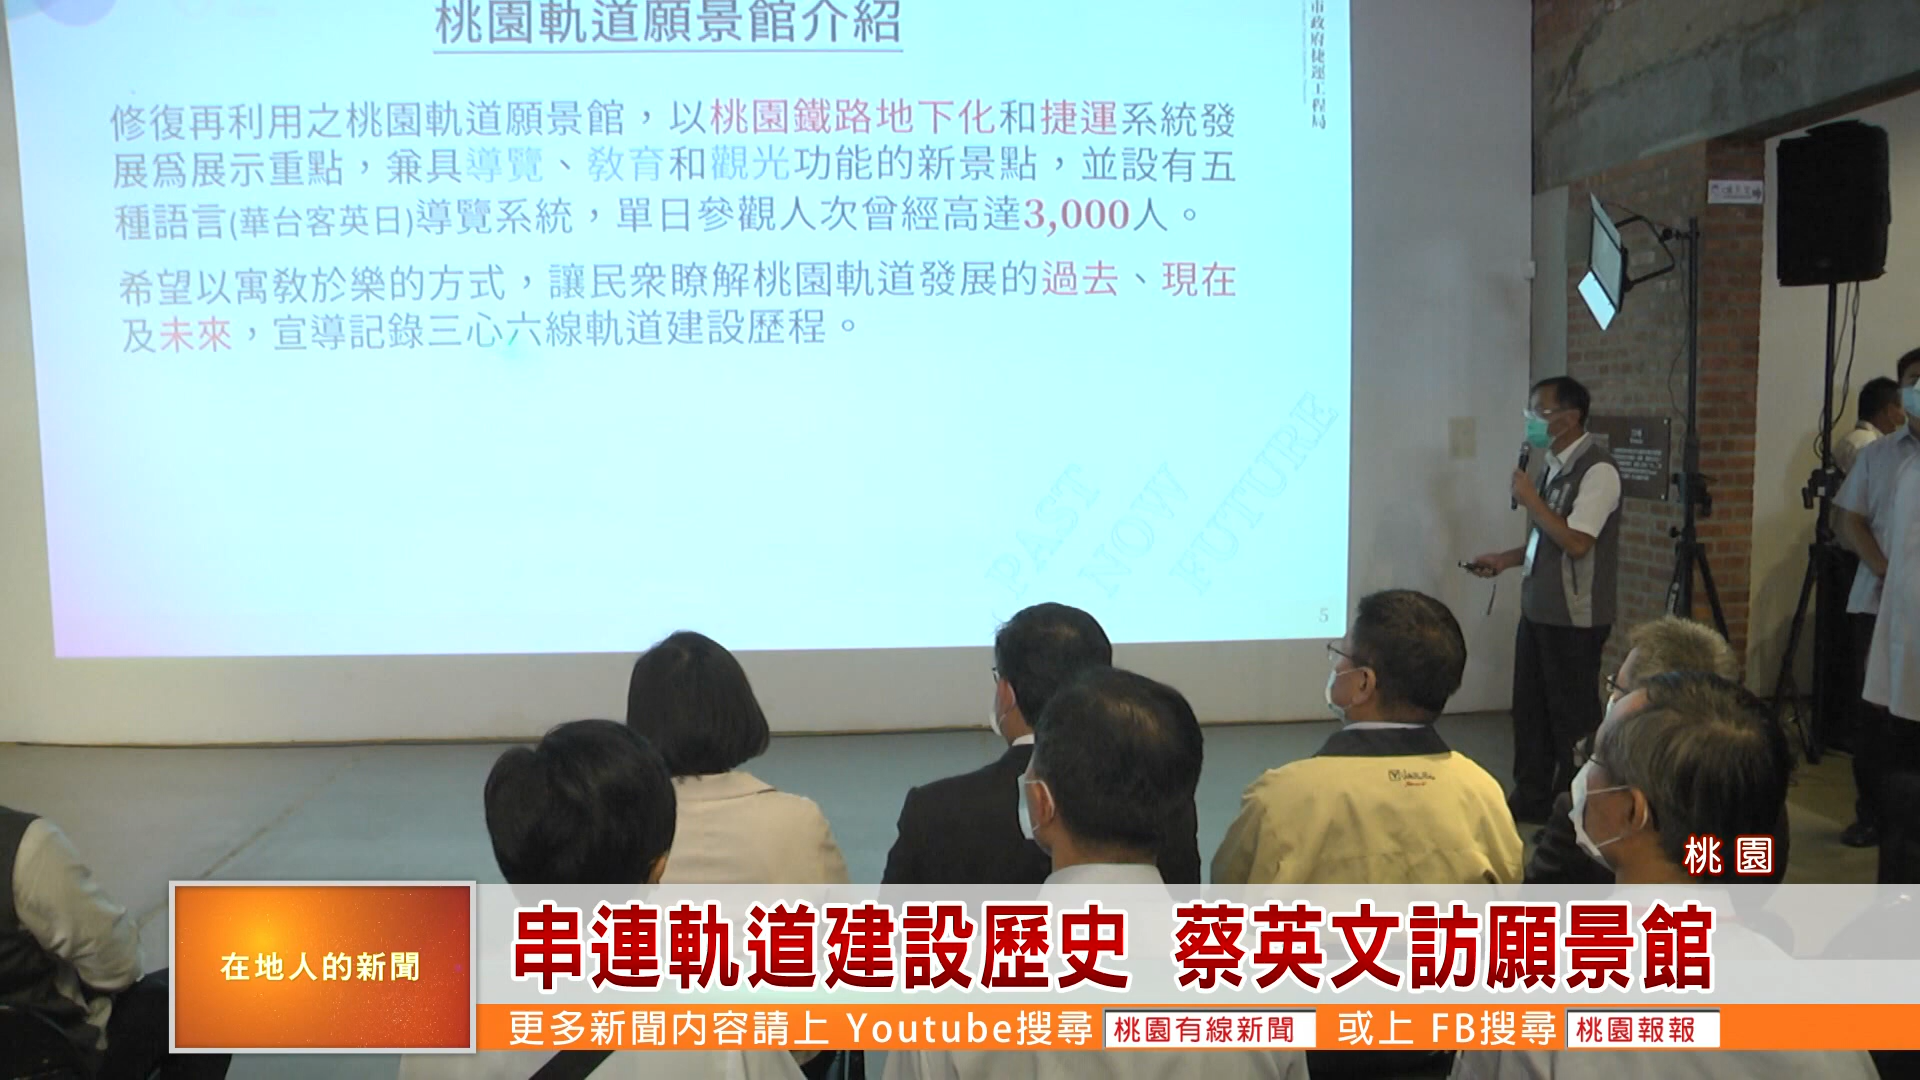 桃園軌道願景館介紹
市政府捷運工程局
修復再利用之桃園軌道願景館，以桃園鐵路地下化和捷運系統發
展為展示重點，兼具導覽、教育和觀光功能的新景點，並設有五
種語言(華台客英日)導覽系統，單日參觀人次曾經高達3,000人。
希望以寓教於樂的方式，讓民眾瞭解桃園軌道發展的過去、現在
及未來，宣導記錄三心六線軌道建設歷程。
PAST
NOW
FUTURE
5
桃園
在地人的新聞
串連軌道建設歷史 蔡英文訪願景館
更多新聞內容請上 Youtube搜尋 桃園有線新聞 或上 FB搜尋 桃園報報